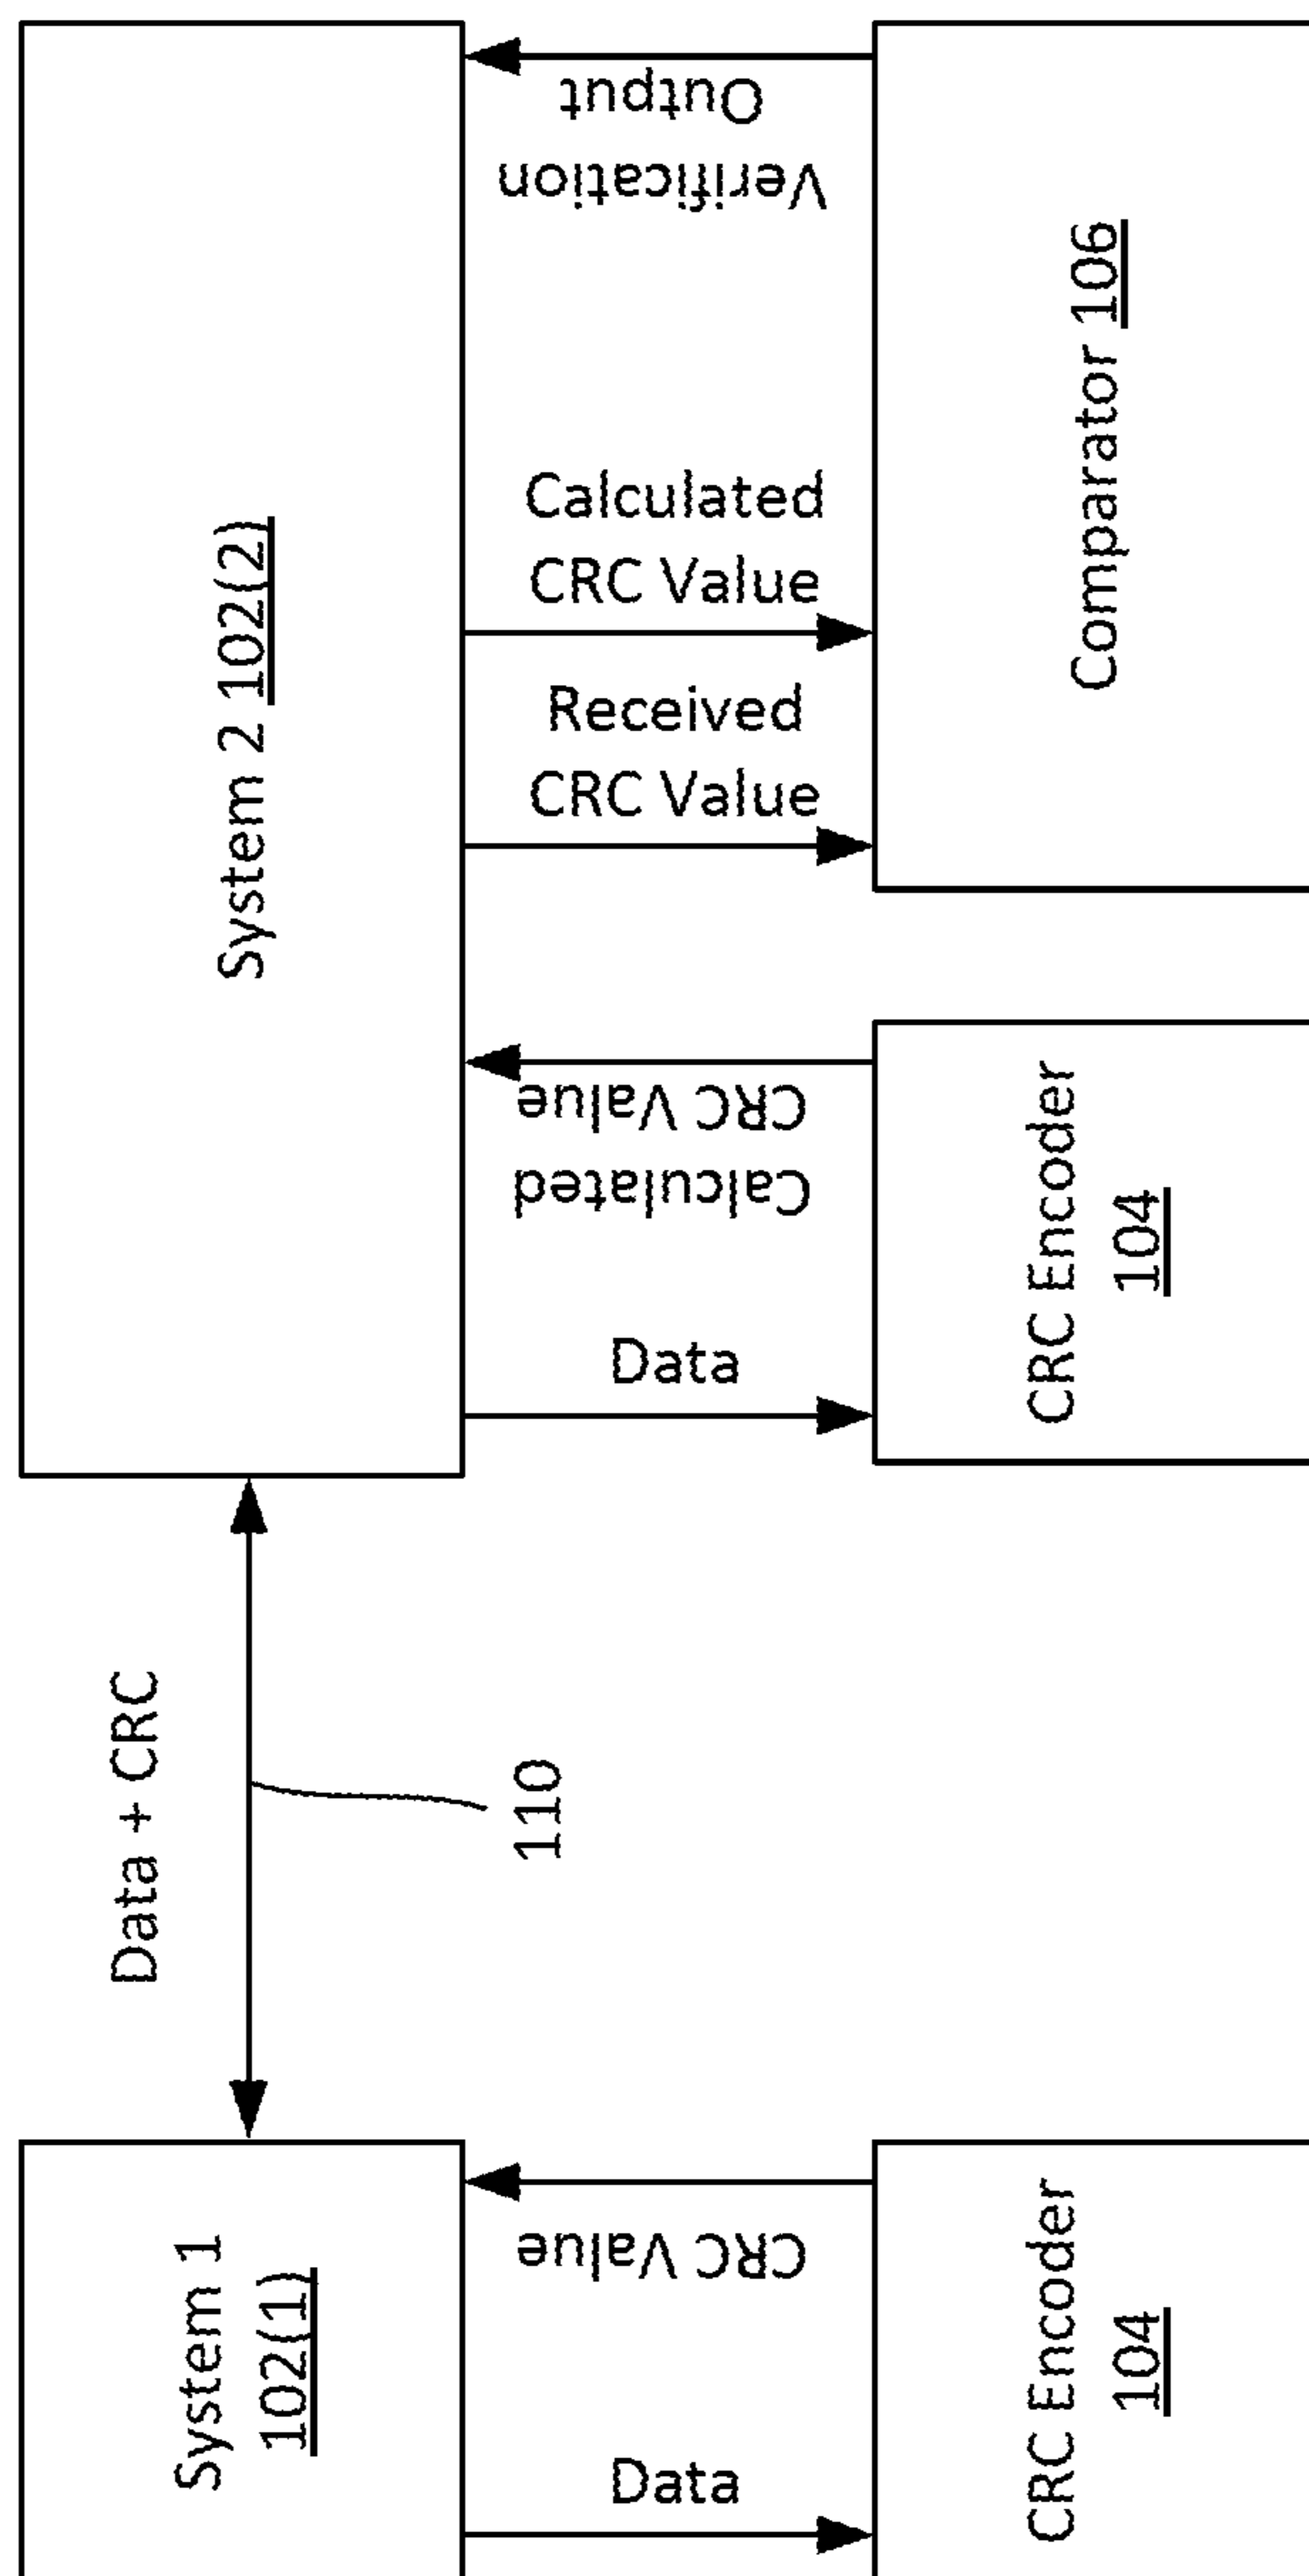 System 1
102(1)
Data + CRC
110
System 2 102(2)
Data
CRC Value
Data
Calculated
CRC Value
Received
CRC Value
Calculated
CRC Value
Verification
Output
CRC Encoder
104
CRC Encoder
104
Comparator 106